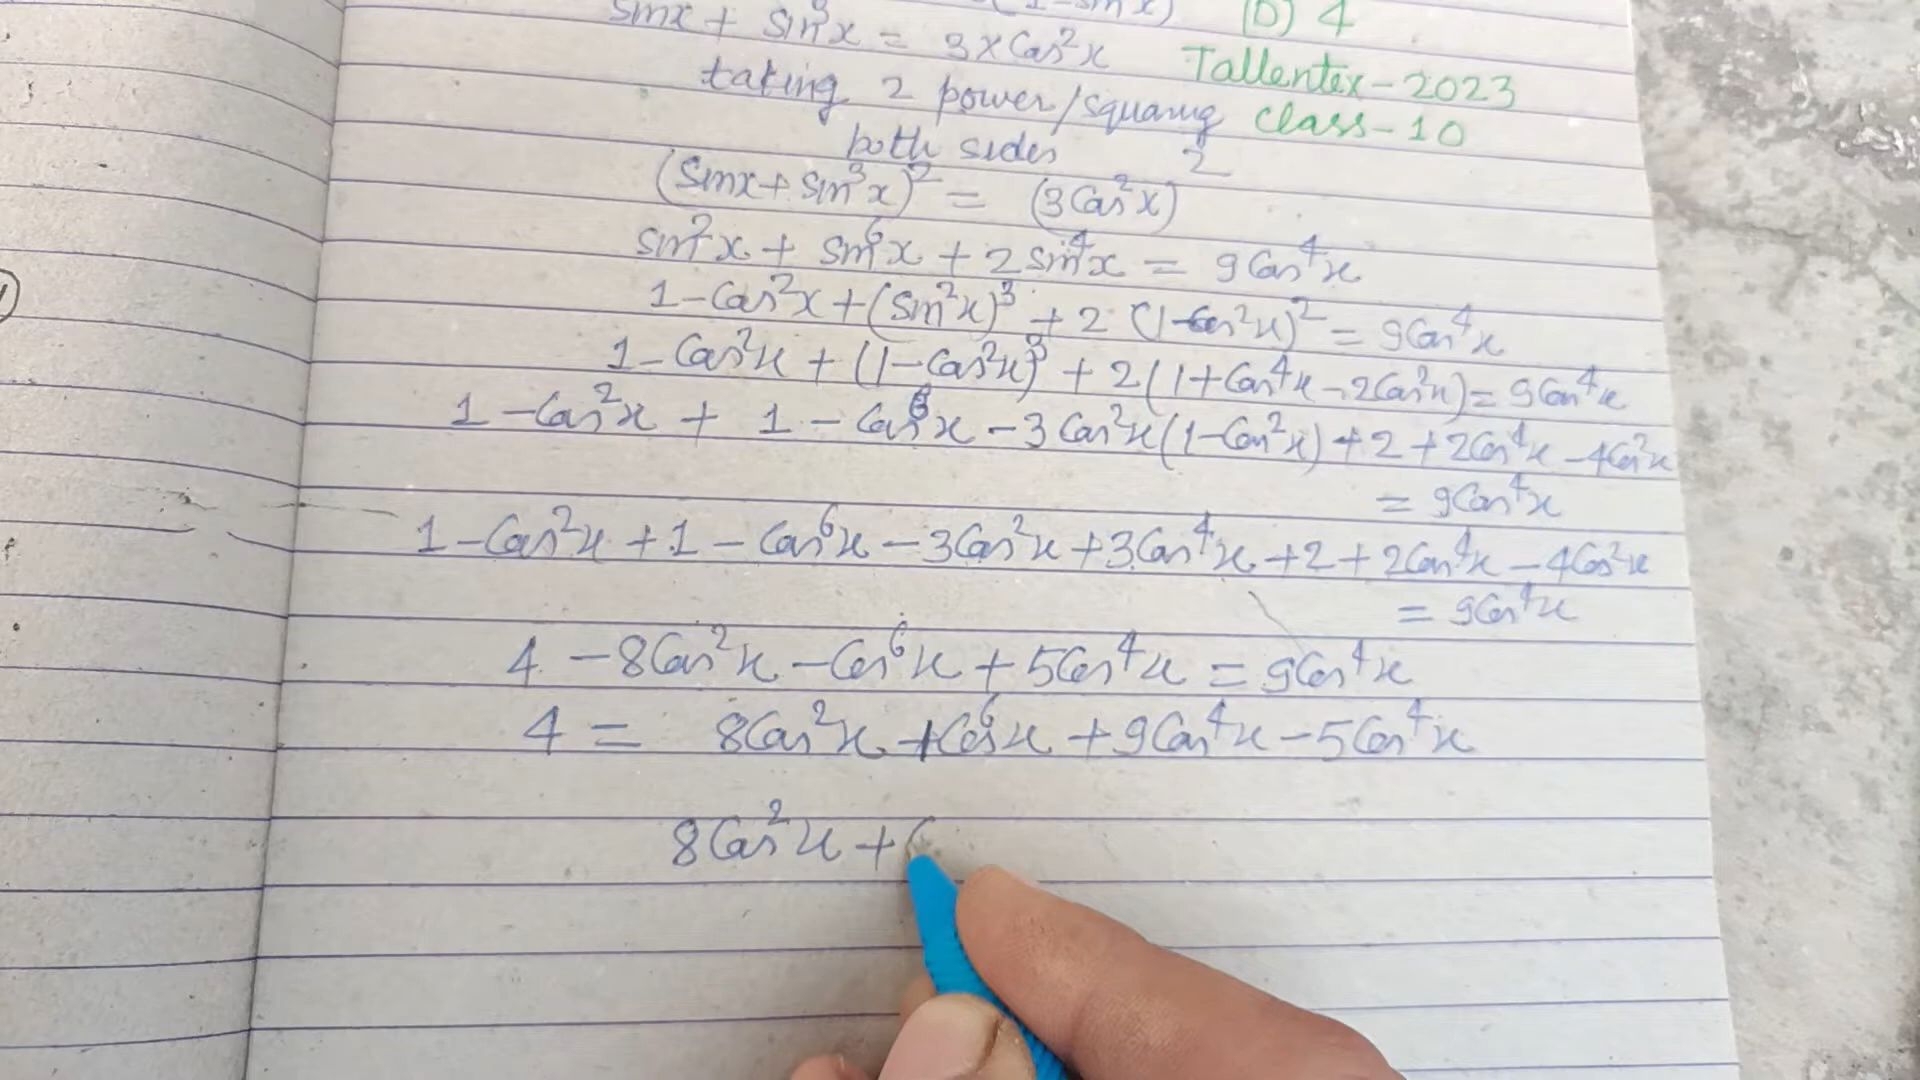 (1-sin²x) (D) 4
sinx + sin³x = 3×Cos²x Tallentex-2023
taking 2 power/squaring class-10
both sides
(sinx + sin³x)² = (3Cos²x)²
sin²x + sin⁶x + 2sin⁴x = 9Cos⁴x
1-Cos²x + (sin²x)³ + 2(1-Cos²x)² = 9Cos⁴x
1-Cos²x + (1-Cos²x)³ + 2(1+Cos⁴x-2Cos²x) = 9Cos⁴x
1-Cos²x + 1-Cos⁶x-3Cos²x(1-Cos²x)+2+2Cos⁴x-4Cos²x
= 9Cos⁴x
1-Cos²x+1-Cos⁶x-3Cos²x+3Cos⁴x+2+2Cos⁴x-4Cos²x
= 9Cos⁴x
4-8Cos²x-Cos⁶x+5Cos⁴x = 9Cos⁴x
4 = 8Cos²x+Cos⁶x+9Cos⁴x-5Cos⁴x
8Cos²x+C